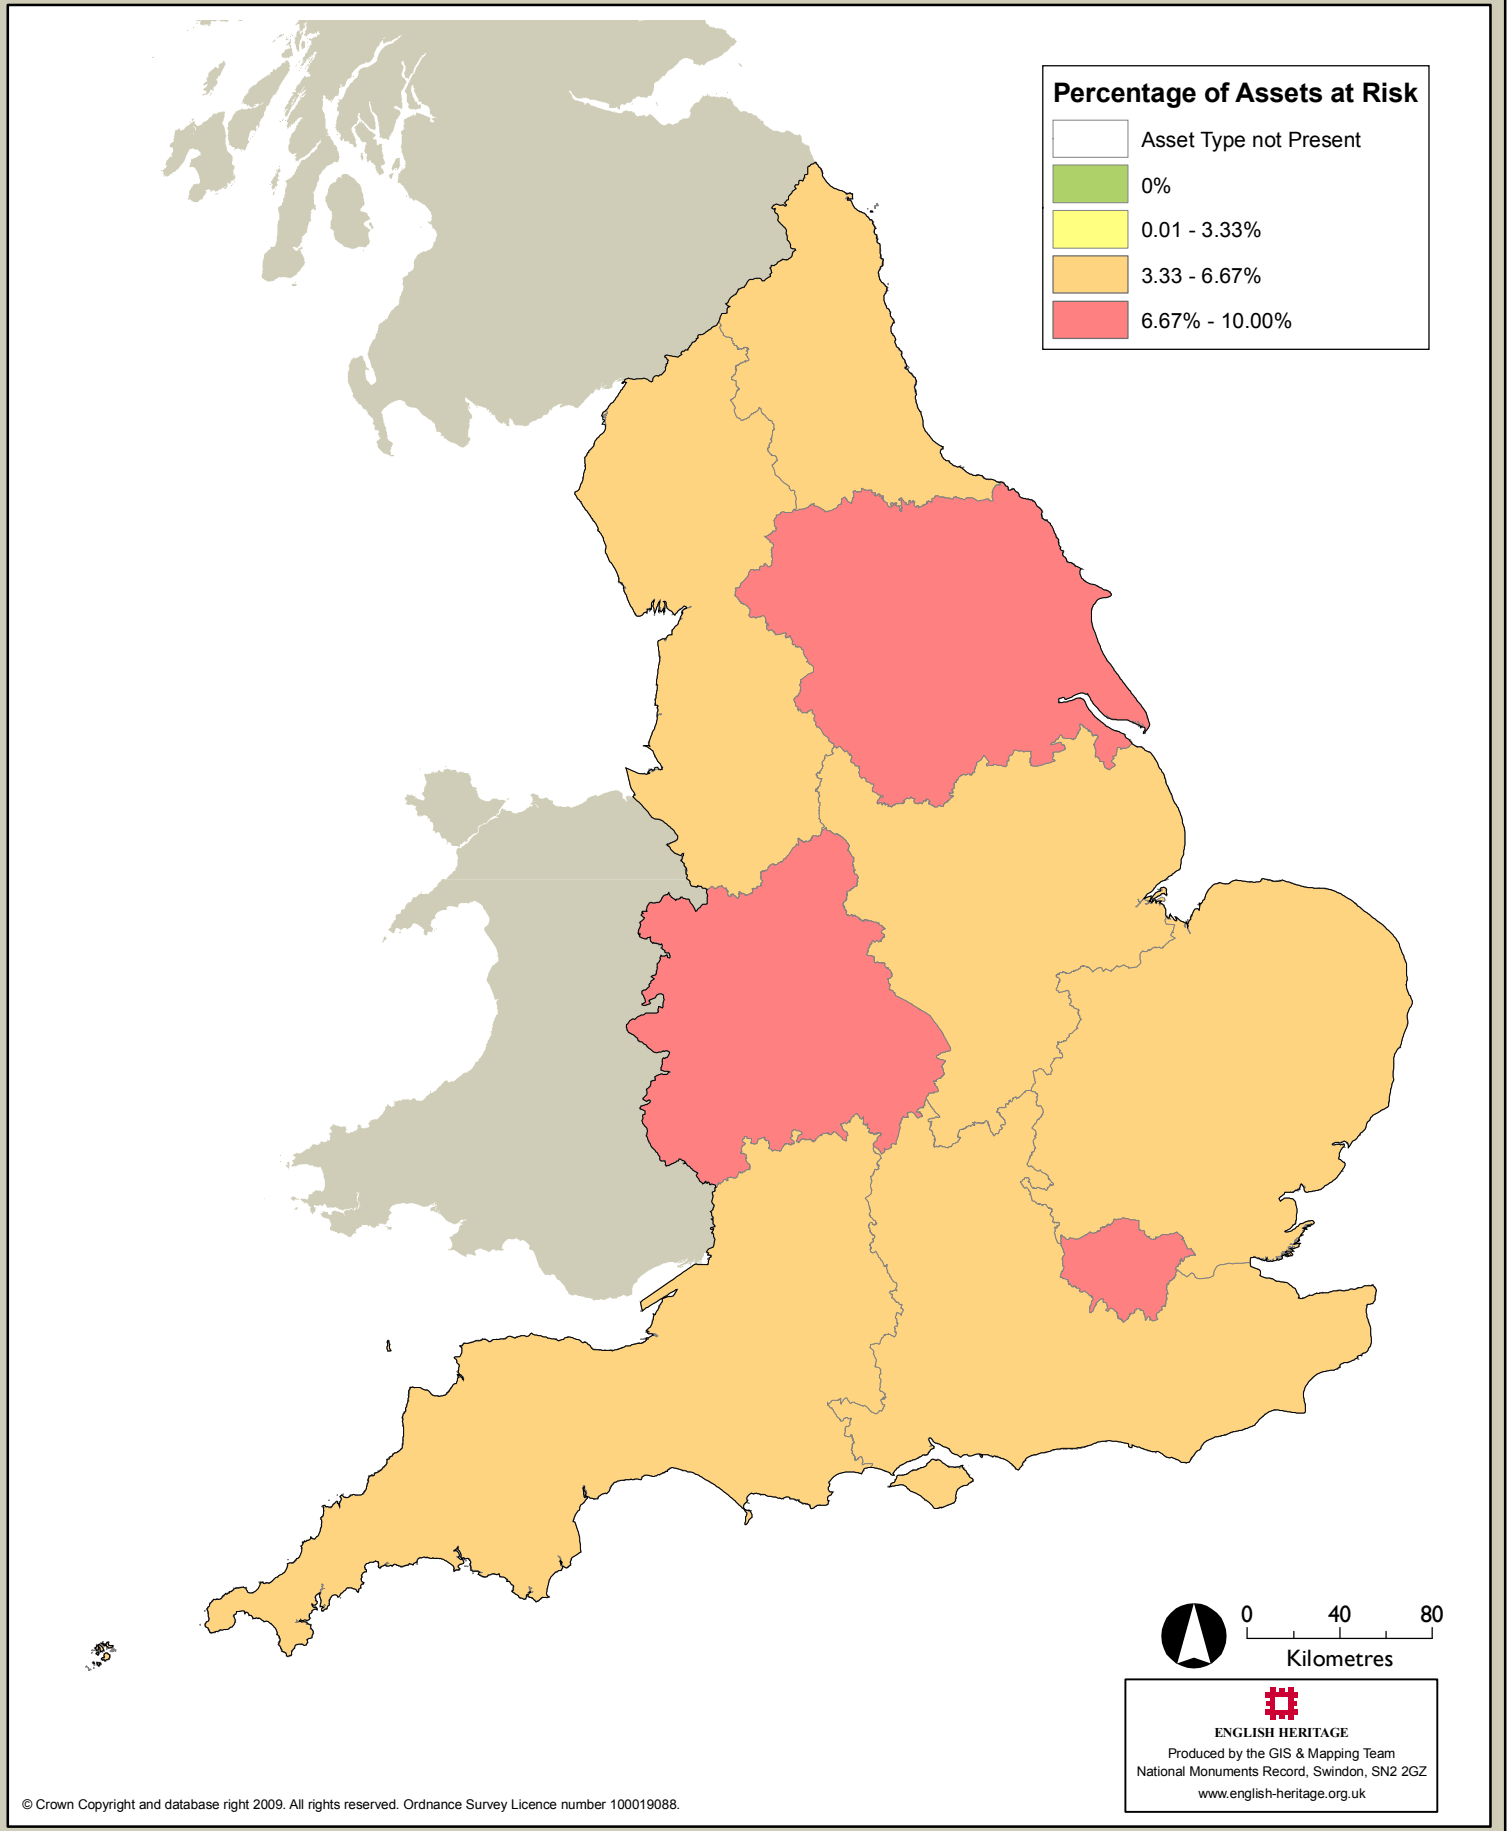 Percentage of Assets at Risk
Asset Type not Present
0%
0.01 - 3.33%
3.33 - 6.67%
6.67% - 10.00%
0 40 80
Kilometres
ENGLISH HERITAGE
Produced by the GIS & Mapping Team
National Monuments Record, Swindon, SN2 2GZ
www.english-heritage.org.uk
© Crown Copyright and database right 2009. All rights reserved. Ordnance Survey Licence number 100019088.